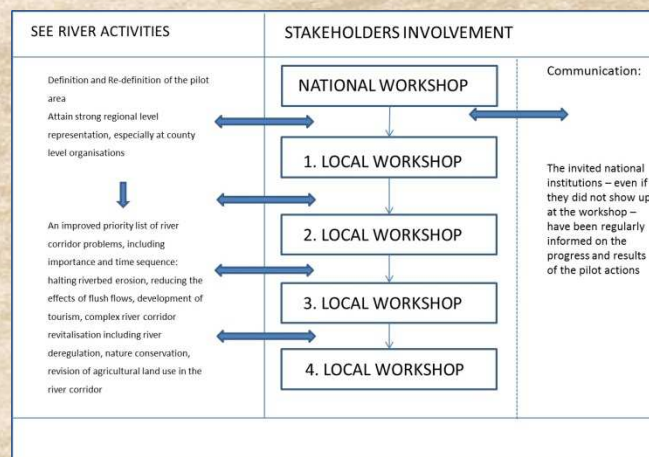 SEE RIVER ACTIVITIES
STAKEHOLDERS INVOLVEMENT
Definition and Re-definition of the pilot
area
Attain strong regional level
representation, especially at county
level organisations
An improved priority list of river
corridor problems, including
importance and time sequence:
halting riverbed erosion, reducing the
effects of flush flows, development of
tourism, complex river corridor
revitalisation including river
deregulation, nature conservation,
revision of agricultural land use in the
river corridor
NATIONAL WORKSHOP
1. LOCAL WORKSHOP
2. LOCAL WORKSHOP
3. LOCAL WORKSHOP
4. LOCAL WORKSHOP
Communication:
The invited national
institutions – even if
they did not show up
at the workshop –
have been regularly
informed on the
progress and results
of the pilot actions